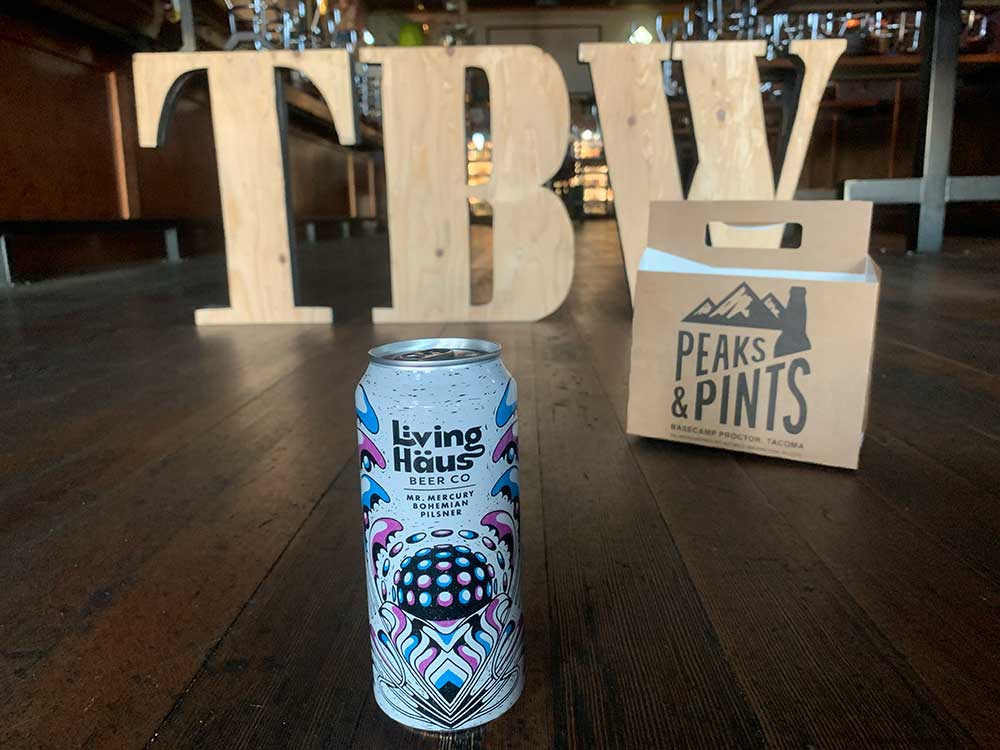 TBW
PEAKS
& PINTS
BASECAMP PROCTOR, TACOMA
Living
Häus
BEER CO
MR. MERCURY
BOHEMIAN
PILSNER